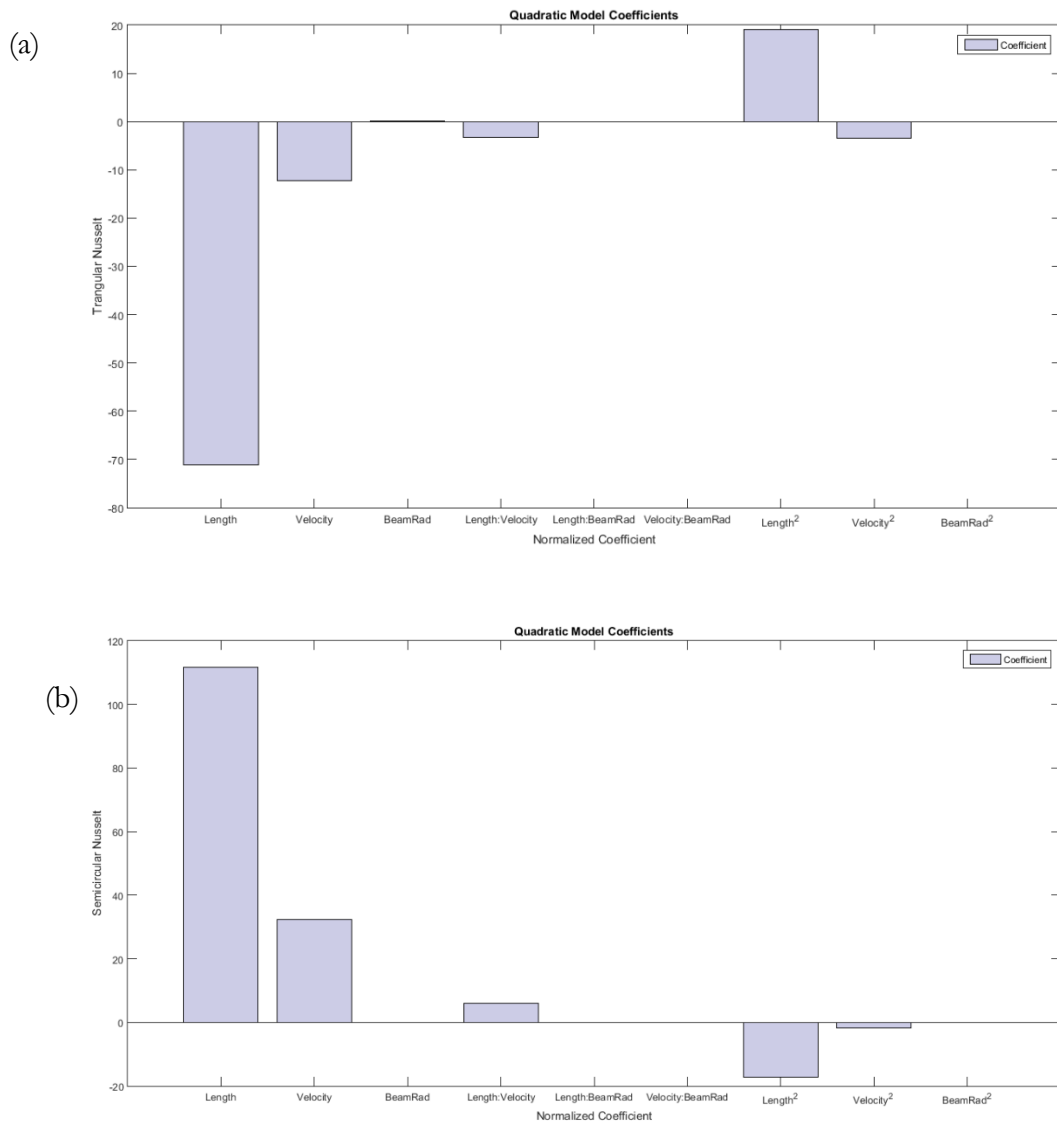 (a)
Quadratic Model Coefficients
Coefficient
20
10
0
-10
-20
-30
-40
-50
-60
-70
-80
Trangular Nusselt
Length Velocity BeamRad Length:Velocity Length:BeamRad Velocity:BeamRad Length² Velocity² BeamRad²
Normalized Coefficient
(b)
Quadratic Model Coefficients
Coefficient
120
100
80
60
40
20
0
-20
Semicircular Nusselt
Length Velocity BeamRad Length:Velocity Length:BeamRad Velocity:BeamRad Length² Velocity² BeamRad²
Normalized Coefficient